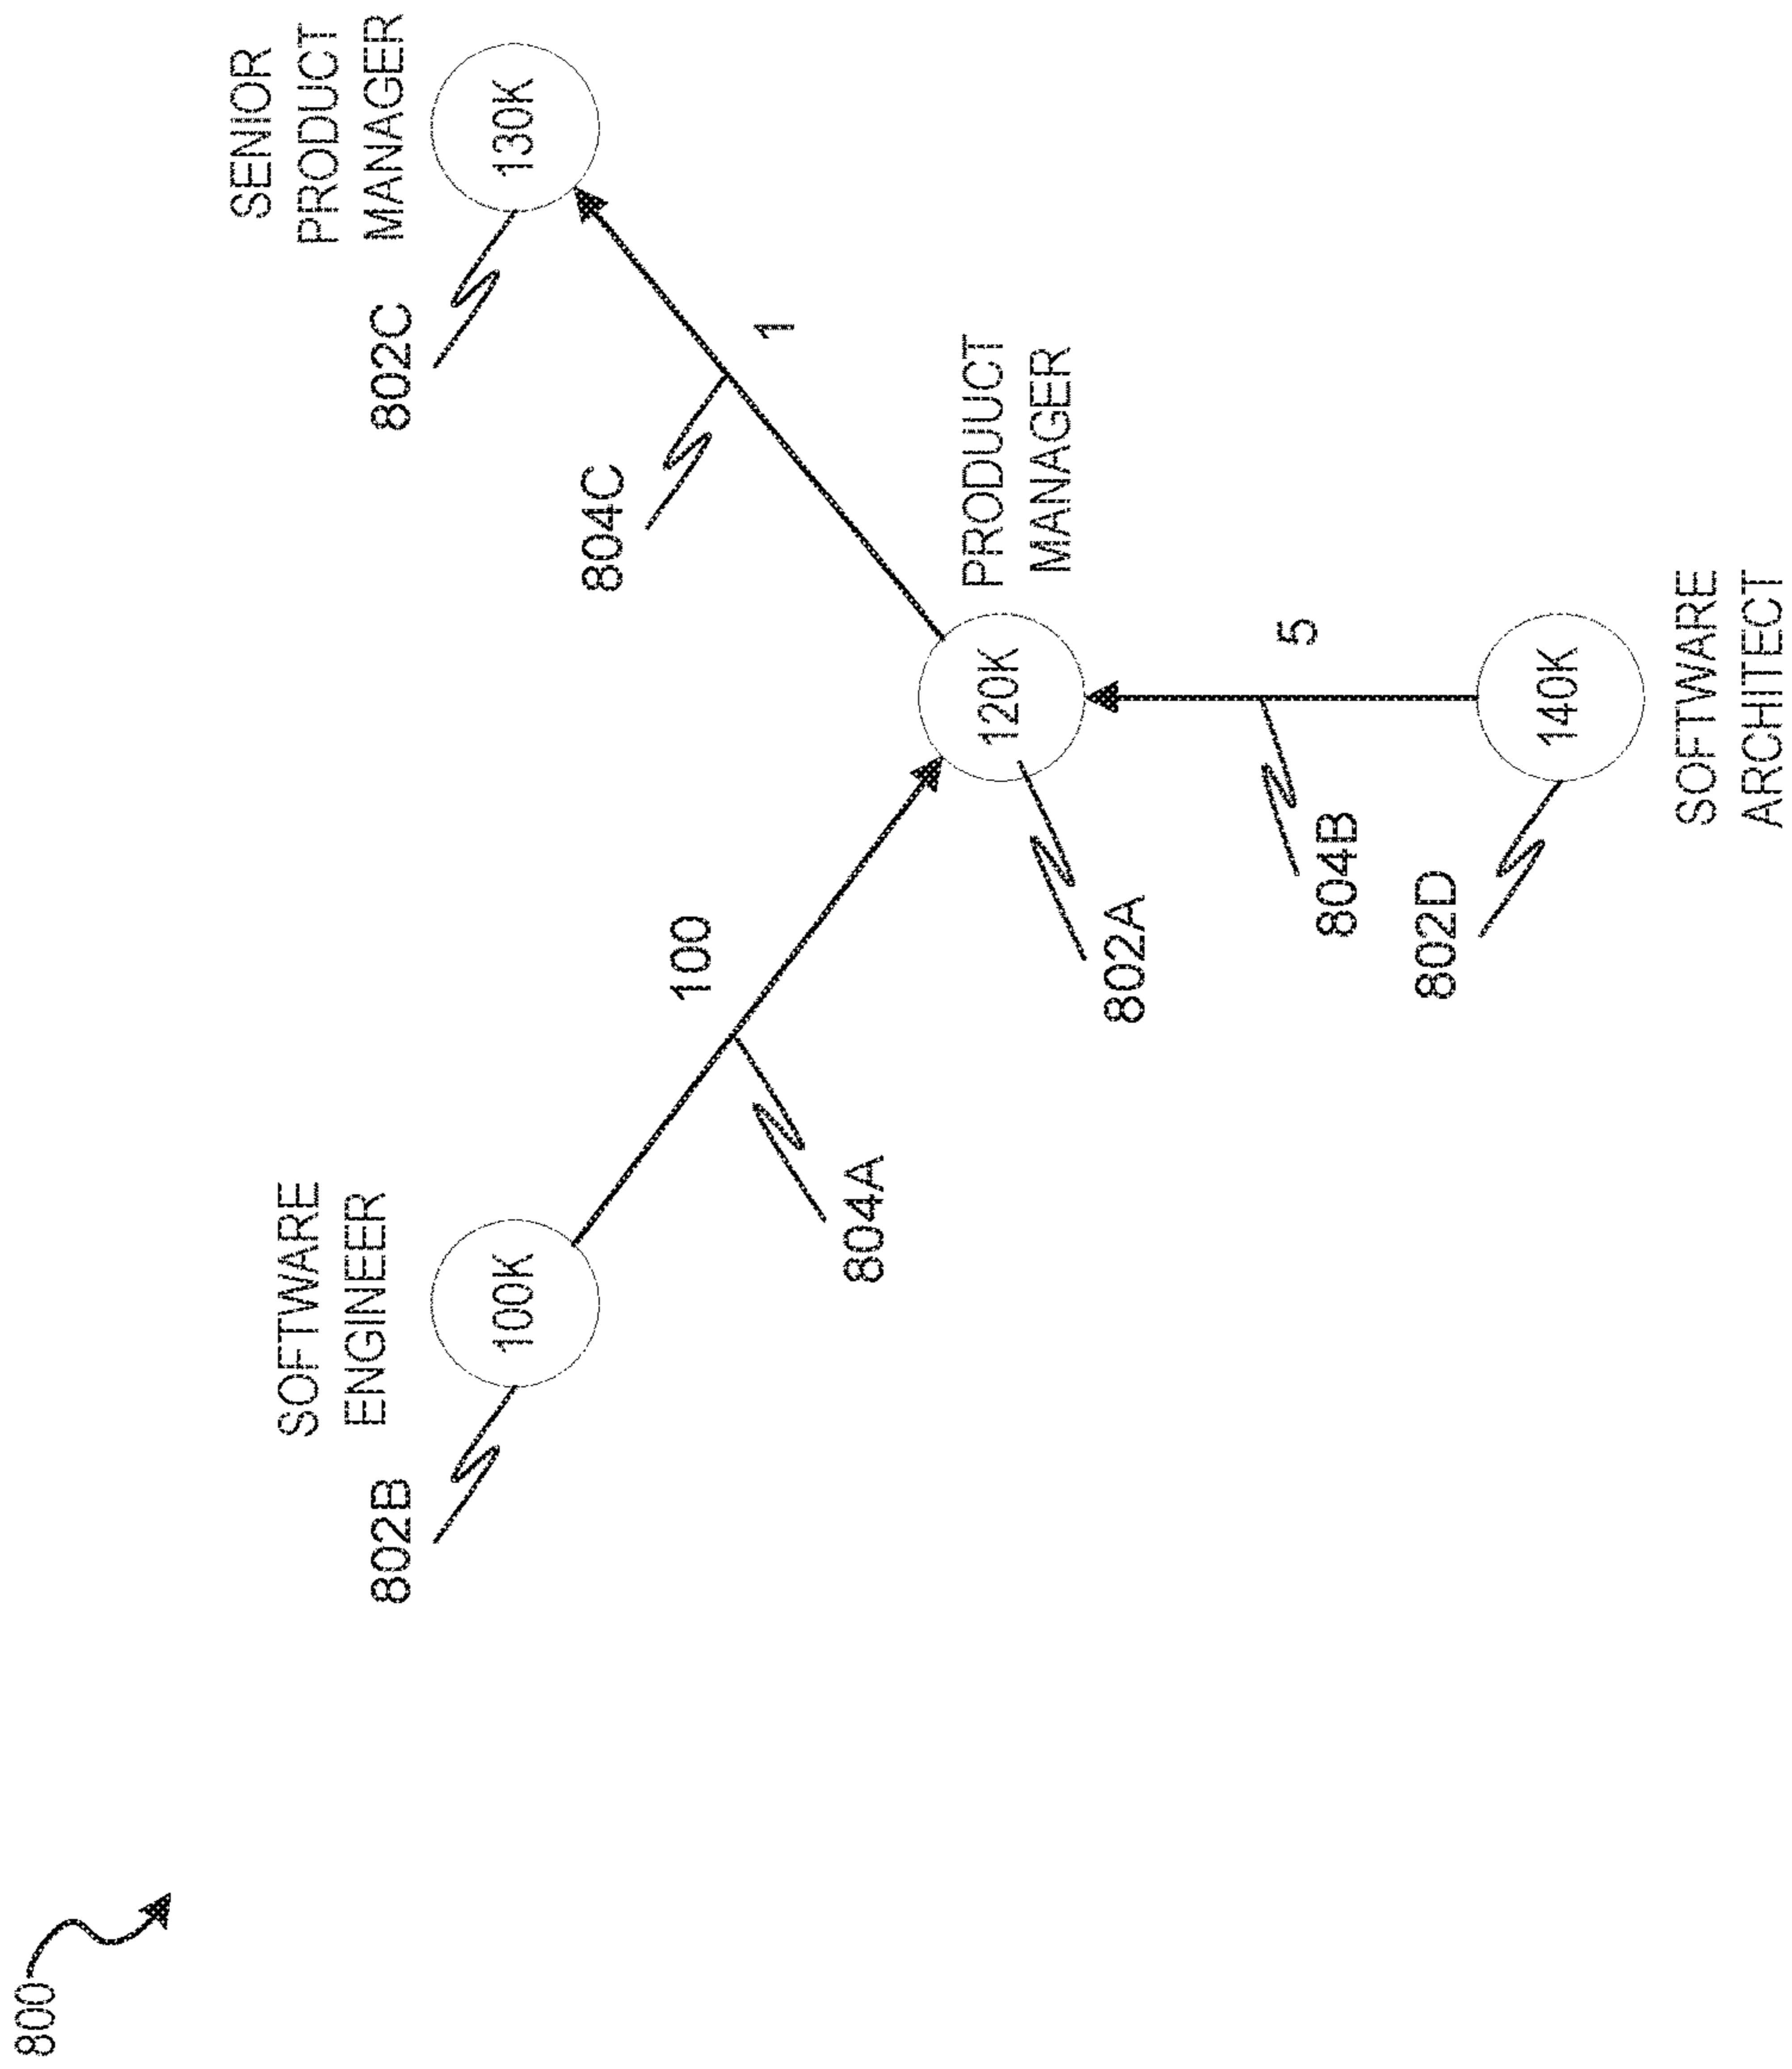 800
SOFTWARE
ENGINEER
802B
100K
804A
100
SENIOR
PRODUCT
MANAGER
802C
130K
804C
1
PRODUCT
MANAGER
120K
802A
5
804B
802D
140K
SOFTWARE
ARCHITECT